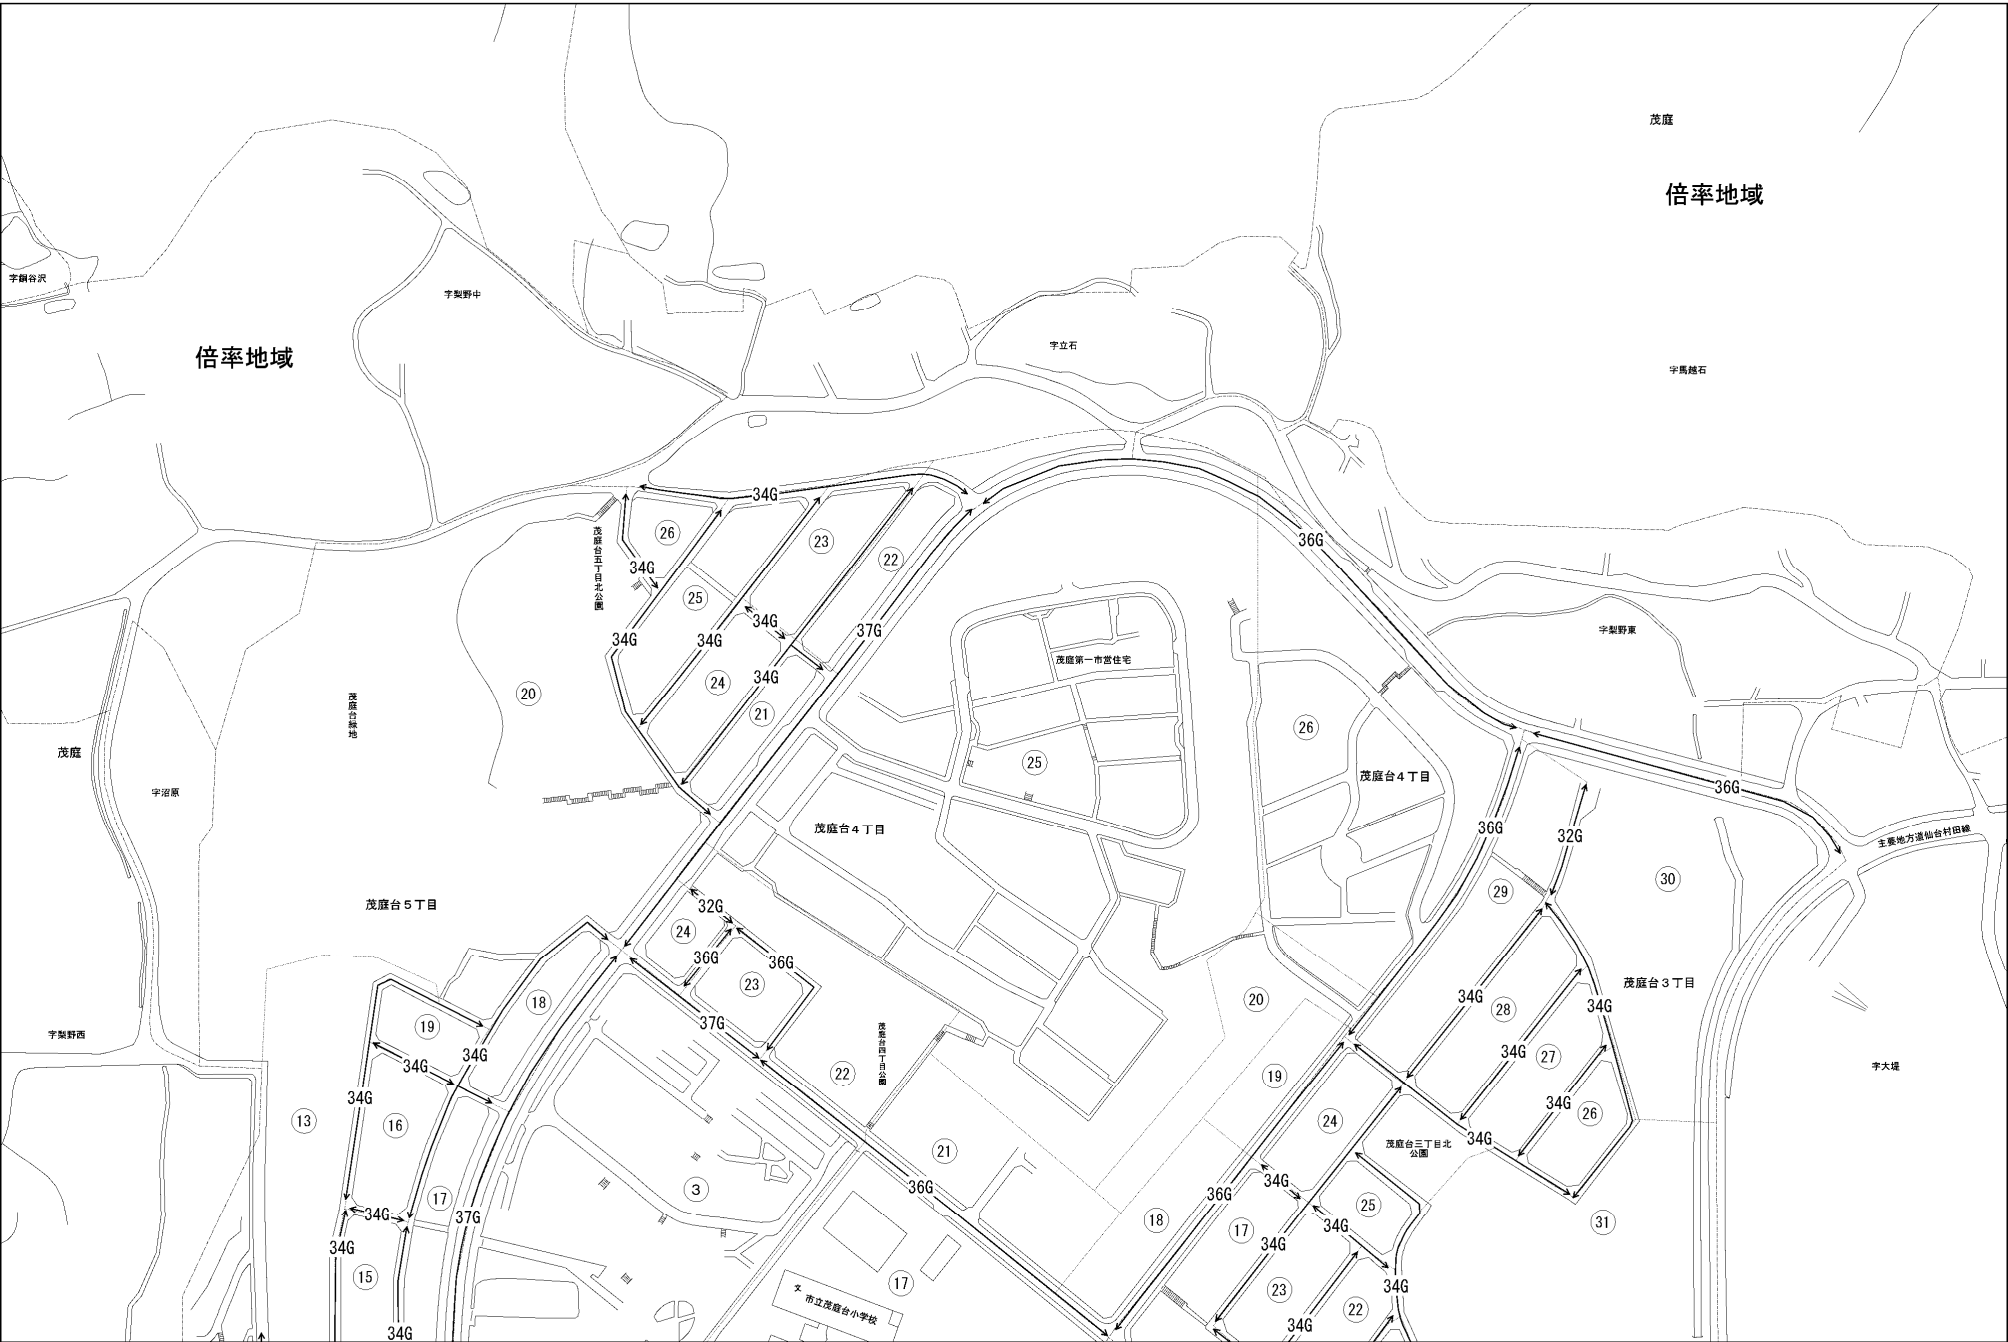 茂庭
倍率地域
字銅谷沢
字梨野中
字立石
倍率地域
字馬越石
34G
26
23
22
36G
茂庭台五丁目北公園
34G
25
34G
37G
34G
34G
字梨野東
茂庭第一市営住宅
20
24
34G
21
26
茂庭台緑地
茂庭
25
茂庭台4丁目
36G
字沼原
茂庭台4丁目
36G
32G
主要地方道仙台村田線
30
29
茂庭台5丁目
32G
24
36G
36G
23
茂庭台3丁目
18
20
34G
34G
28
19
37G
字梨野西
茂庭台四丁目公園
34G
34G
27
字大堤
34G
22
19
34G
34G
26
13
16
24
34G
茂庭台三丁目北
公園
21
34G
3
36G
36G
17
25
34G
37G
18
17
34G
31
34G
34G
15
17
23
34G
22
市立茂庭台小学校
34G
34G